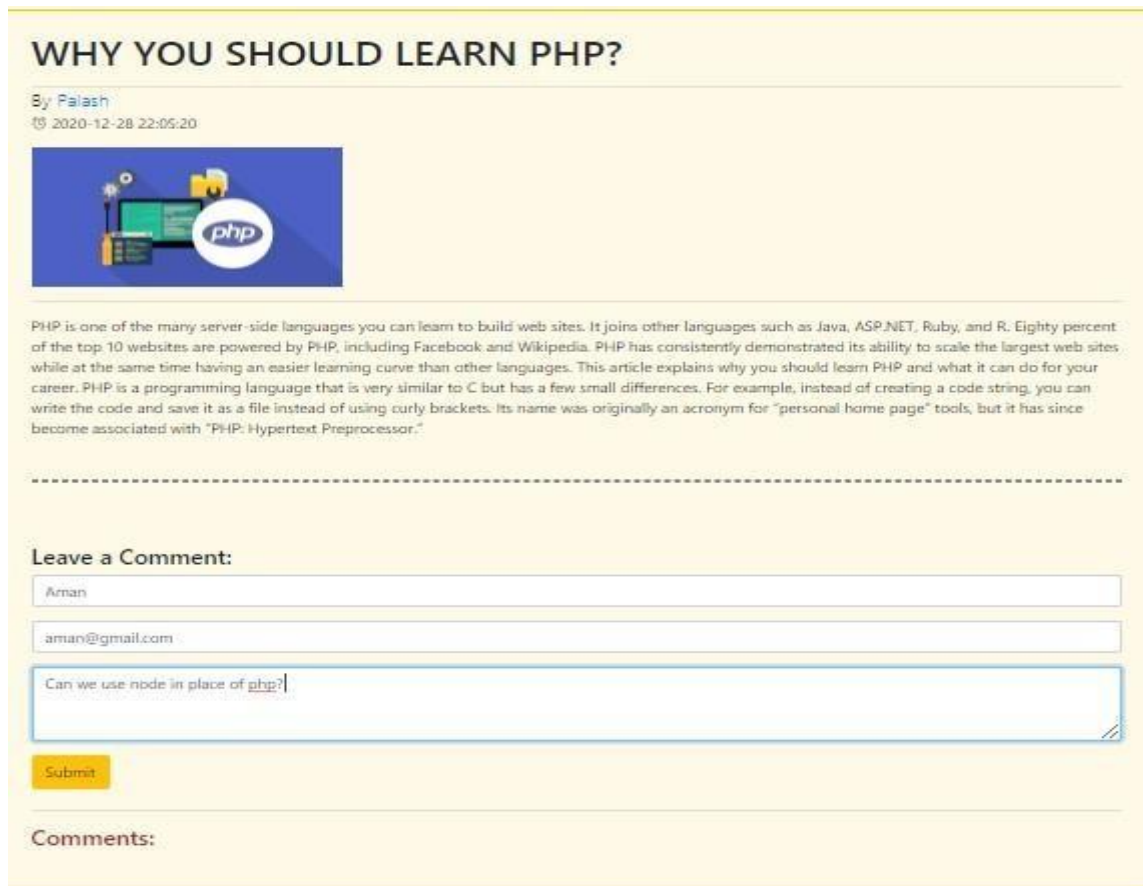 WHY YOU SHOULD LEARN PHP?
By Palash
2020-12-28 22:05:20
php
PHP is one of the many server-side languages you can learn to build web sites. It joins other languages such as Java, ASP.NET, Ruby, and R. Eighty percent
of the top 10 websites are powered by PHP, including Facebook and Wikipedia. PHP has consistently demonstrated its ability to scale the largest web sites
while at the same time having an easier learning curve than other languages. This article explains why you should learn PHP and what it can do for your
career. PHP is a programming language that is very similar to C but has a few small differences. For example, instead of creating a code string, you can
write the code and save it as a file instead of using curly brackets. Its name was originally an acronym for "personal home page" tools, but it has since
become associated with "PHP: Hypertext Preprocessor."
Leave a Comment:
Aman
aman@gmail.com
Can we use node in place of php?
Submit
Comments: